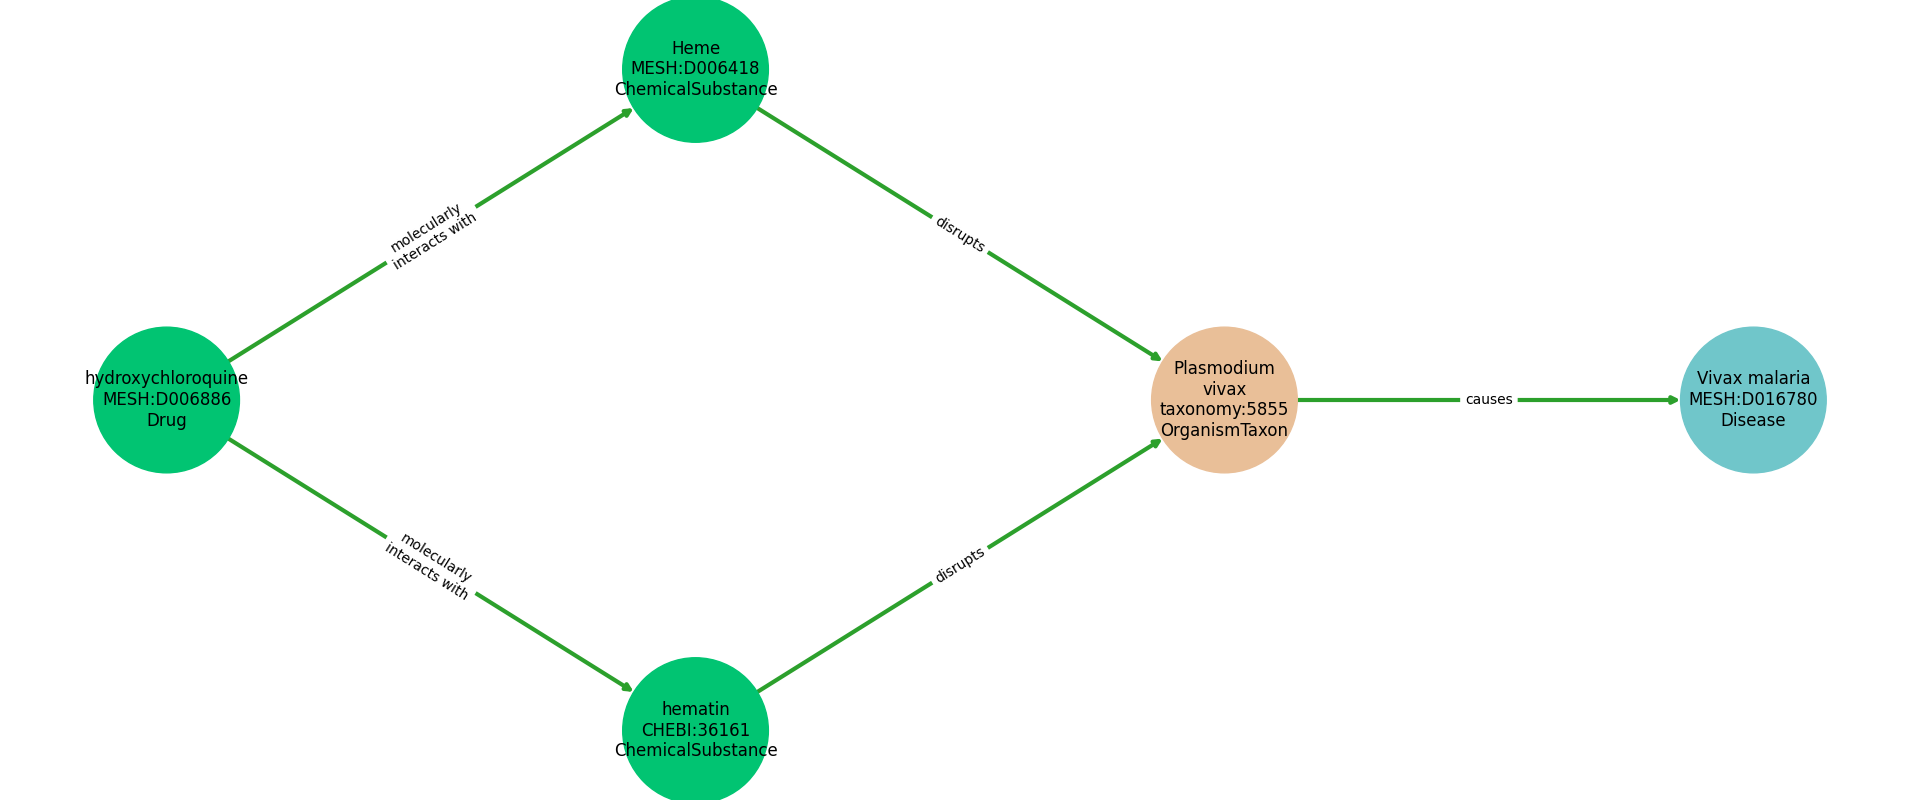 Heme
MESH:D006418
ChemicalSubstance
molecularly
interacts with
disrupts
hydroxychloroquine
MESH:D006886
Drug
Plasmodium
vivax
taxonomy:5855
OrganismTaxon
causes
Vivax malaria
MESH:D016780
Disease
molecularly
interacts with
disrupts
hematin
CHEBI:36161
ChemicalSubstance